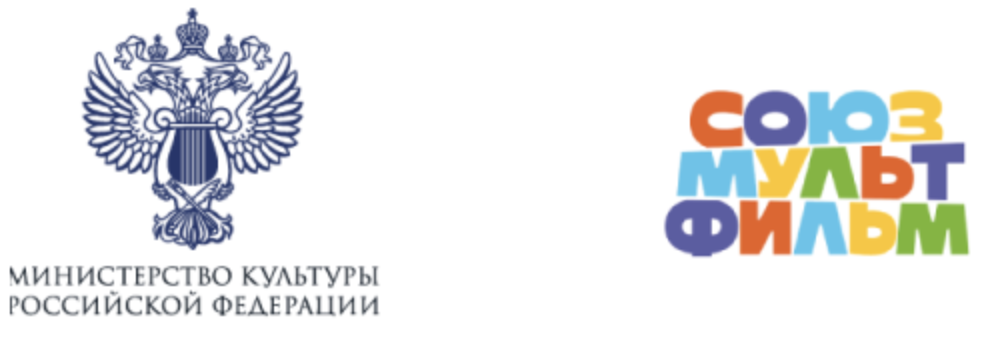 МИНИСТЕРСТВО КУЛЬТУРЫ
РОССИЙСКОЙ ФЕДЕРАЦИИ
СОЮЗ
МУЛЬТ
ФИЛЬМ